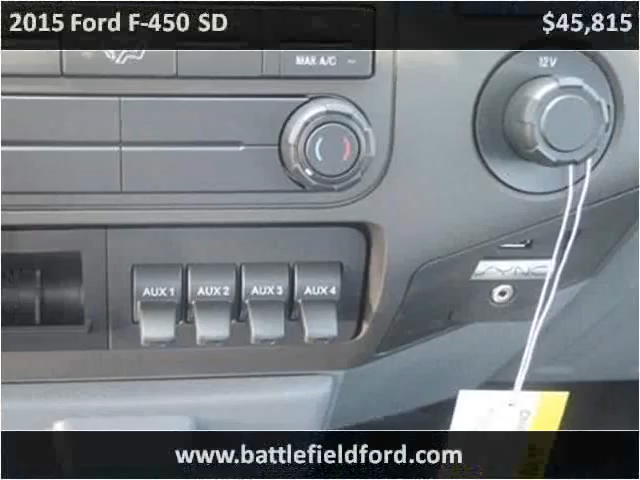 2015 Ford F-450 SD $45,815
MAX A/C
12V
AUX 1 AUX 2 AUX 3 AUX 4
SYNC
www.battlefieldford.com